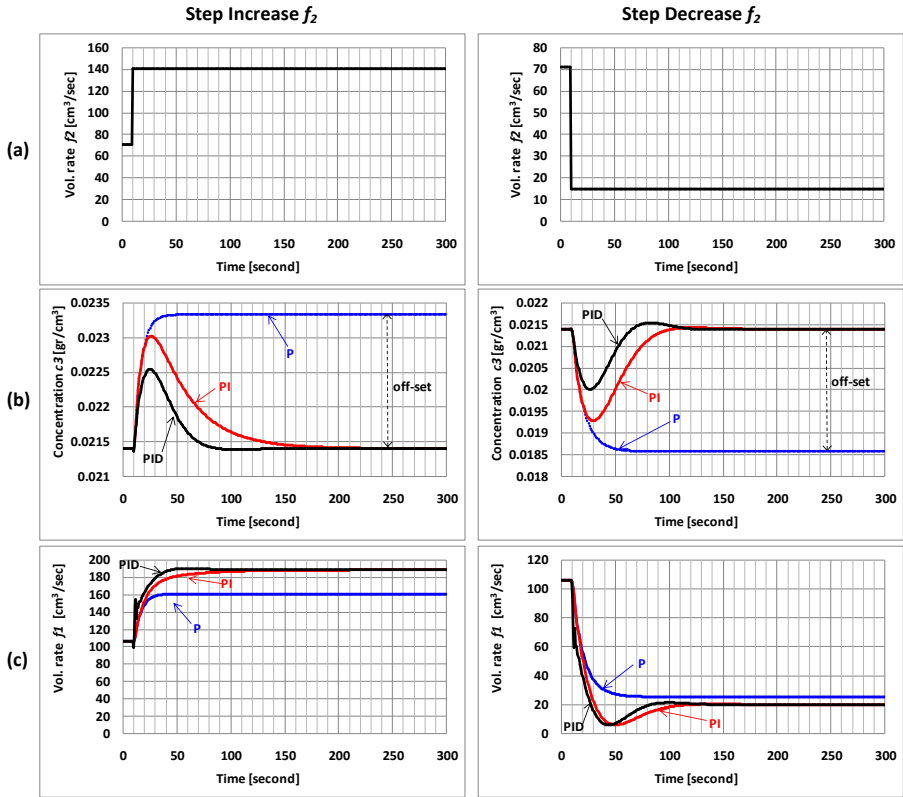 Step Increase f2
Step Decrease f2
(a)
Vol. rate f2 [cm3/sec]
160
140
120
100
80
60
40
20
0
0 50 100 150 200 250 300
Time [second]
Vol. rate f2 [cm3/sec]
80
70
60
50
40
30
20
10
0
0 50 100 150 200 250 300
Time [second]
(b)
Concentration c3 [gr/cm3]
0.0235
0.023
0.0225
0.022
0.0215
0.021
P
PI
PID
off-set
0 50 100 150 200 250 300
Time [second]
Concentration c3 [gr/cm3]
0.022
0.0215
0.021
0.0205
0.02
0.0195
0.019
0.0185
0.018
PID
PI
P
off-set
0 50 100 150 200 250 300
Time [second]
(c)
Vol. rate f1 [cm3/sec]
200
180
160
140
120
100
80
60
40
20
0
PID
PI
P
0 50 100 150 200 250 300
Time [second]
Vol. rate f1 [cm3/sec]
120
100
80
60
40
20
0
P
PID
PI
0 50 100 150 200 250 300
Time [second]